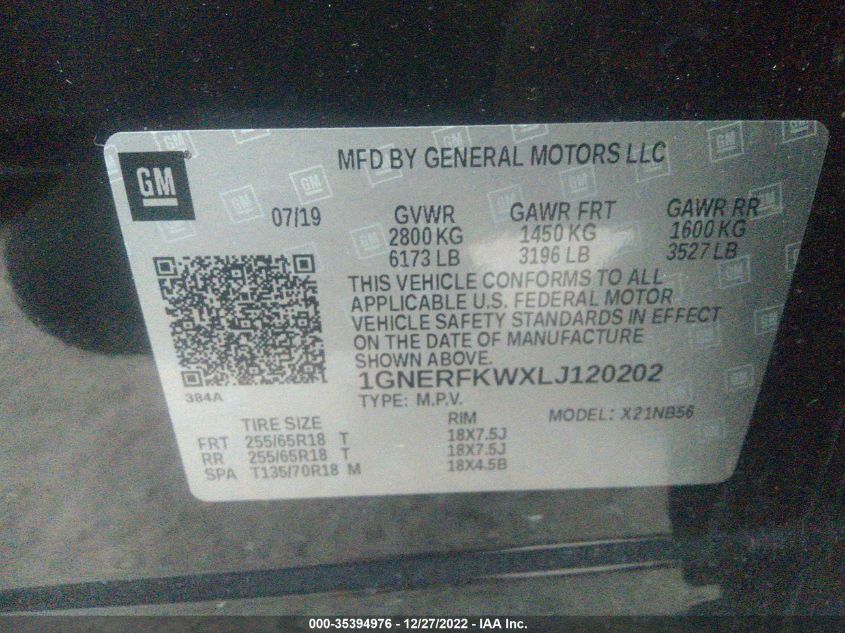 GM
MFD BY GENERAL MOTORS LLC
07/19
GVWR GAWR FRT GAWR RR
2800 KG 1450 KG 1600 KG
6173 LB 3196 LB 3527 LB
THIS VEHICLE CONFORMS TO ALL
APPLICABLE U.S. FEDERAL MOTOR
VEHICLE SAFETY STANDARDS IN EFFECT
ON THE DATE OF MANUFACTURE
SHOWN ABOVE.
384A
1GNERFKWXLJ120202
TYPE: M.P.V. MODEL: X21NB56
TIRE SIZE RIM
FRT 255/65R18 T 18X7.5J
RR 255/65R18 T 18X7.5J
SPA T135/70R18 M 18X4.5B
000-35394976 - 12/27/2022 - IAA Inc.